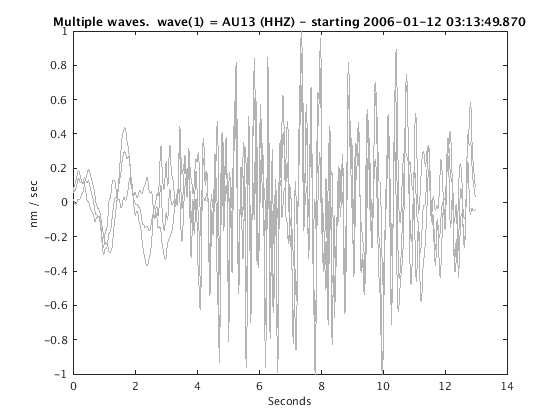 Multiple waves.  wave(1) = AU13 (HHZ) - starting 2006-01-12 03:13:49.870
1
0.8
0.6
0.4
0.2
0
-0.2
-0.4
-0.6
-0.8
-1
nm / sec
0 2 4 6 8 10 12 14
Seconds